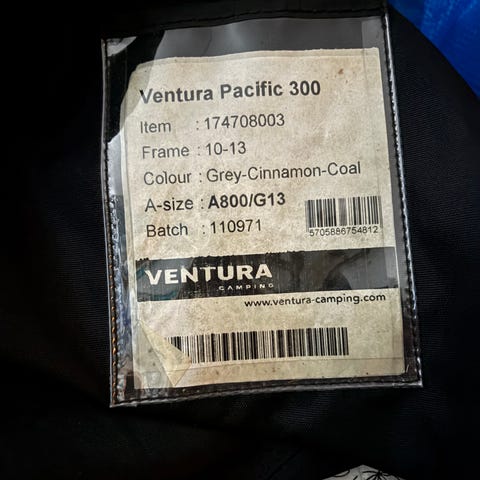 Ventura Pacific 300
Item : 174708003
Frame : 10-13
Colour : Grey-Cinnamon-Coal
A-size : A800/G13
Batch : 110971
5705886754812
VENTURA
CAMPING
www.ventura-camping.com